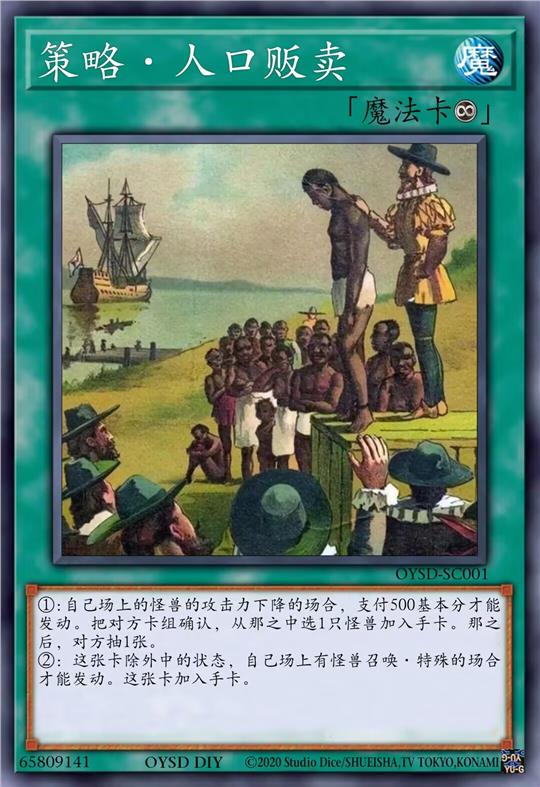 策略·人口贩卖
魔
「魔法卡♾」
OYSD-SC001
①:自己场上的怪兽的攻击力下降的场合，支付500基本分才能
发动。把对方卡组确认，从那之中选1只怪兽加入手卡。那之
后，对方抽1张。
②：这张卡除外中的状态，自己场上有怪兽召唤·特殊的场合
才能发动。这张卡加入手卡。
65809141 OYSD DIY ©2020 Studio Dice/SHUEISHA,TV TOKYO,KONAMI